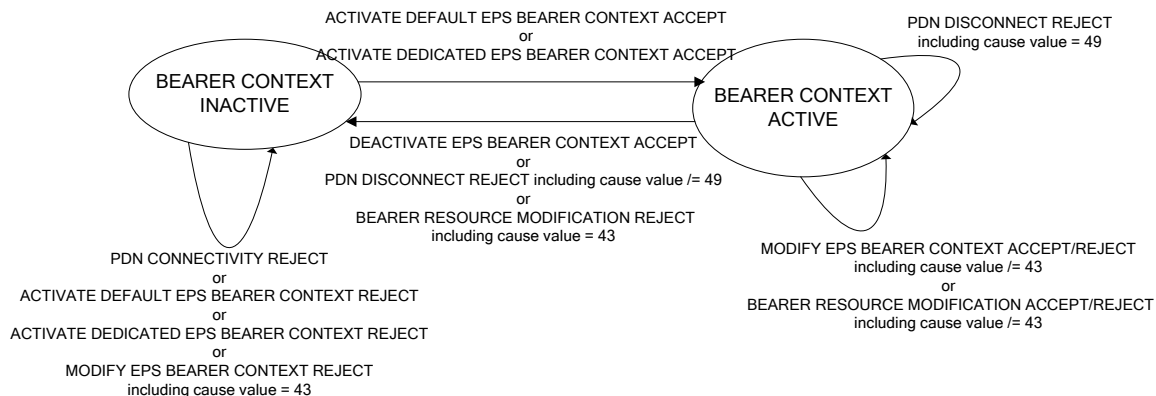 ACTIVATE DEFAULT EPS BEARER CONTEXT ACCEPT
or
ACTIVATE DEDICATED EPS BEARER CONTEXT ACCEPT
PDN DISCONNECT REJECT
including cause value = 49
BEARER CONTEXT
INACTIVE
BEARER CONTEXT
ACTIVE
DEACTIVATE EPS BEARER CONTEXT ACCEPT
or
PDN DISCONNECT REJECT including cause value /= 49
or
BEARER RESOURCE MODIFICATION REJECT
including cause value = 43
PDN CONNECTIVITY REJECT
or
ACTIVATE DEFAULT EPS BEARER CONTEXT REJECT
or
ACTIVATE DEDICATED EPS BEARER CONTEXT REJECT
or
MODIFY EPS BEARER CONTEXT REJECT
including cause value = 43
MODIFY EPS BEARER CONTEXT ACCEPT/REJECT
including cause value /= 43
or
BEARER RESOURCE MODIFICATION ACCEPT/REJECT
including cause value /= 43